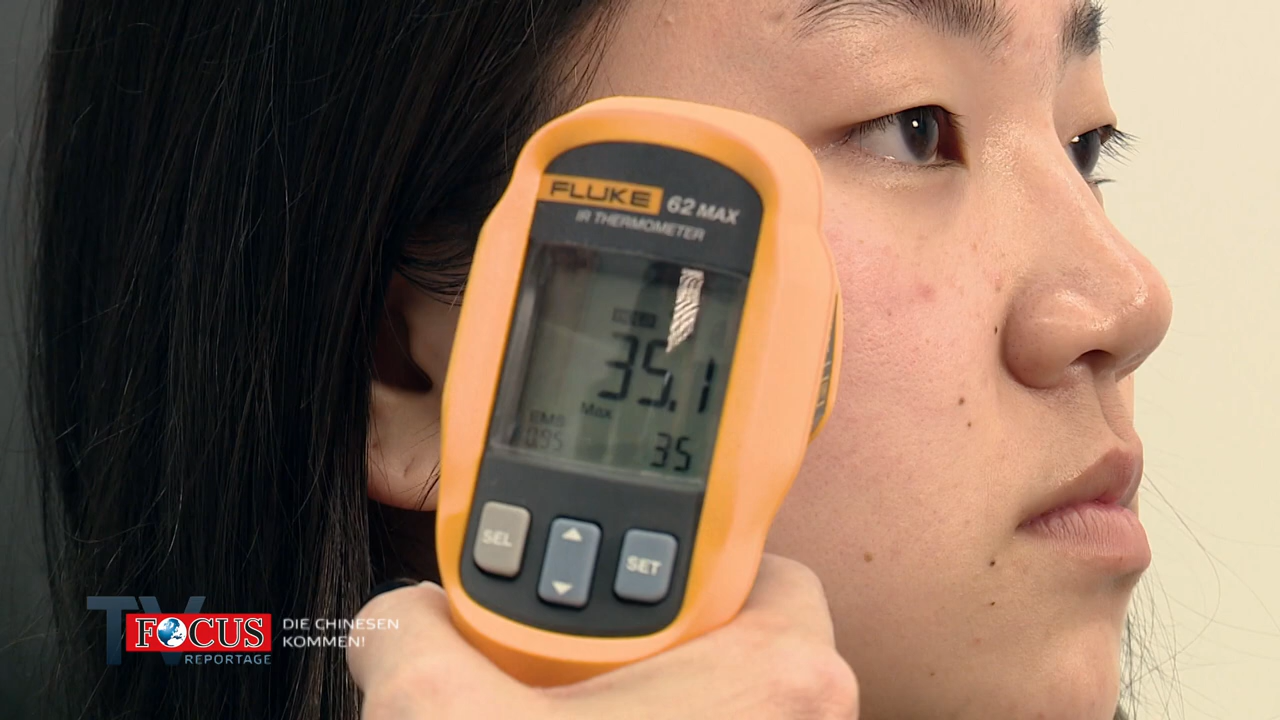 FLUKE 62 MAX
IR THERMOMETER
35.1
Max
EMS
0.95
35
SEL
SET
TV
FOCUS
REPORTAGE
DIE CHINESEN
KOMMEN!